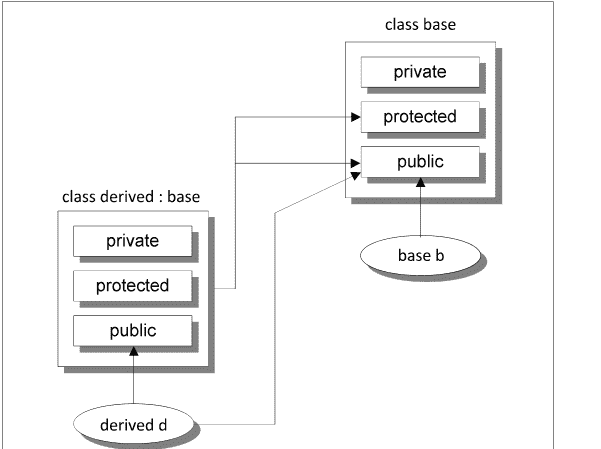 class base
private
protected
public
base b
class derived : base
private
protected
public
derived d